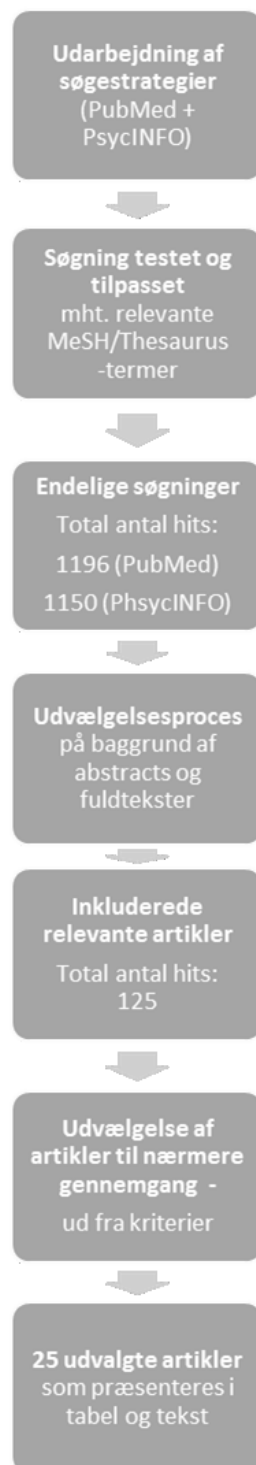 Udarbejdning af
søgestrategier
(PubMed +
PsycINFO)
Søgning testet og
tilpasset
mht. relevante
MeSH/Thesaurus
-termer
Endelige søgninger
Total antal hits:
1196 (PubMed)
1150 (PhsycINFO)
Udvælgelsesproces
på baggrund af
abstracts og
fuldtekster
Inkluderede
relevante artikler
Total antal hits:
125
Udvælgelse af
artikler til nærmere
gennemgang -
ud fra kriterier
25 udvalgte artikler
som præsenteres i
tabel og tekst